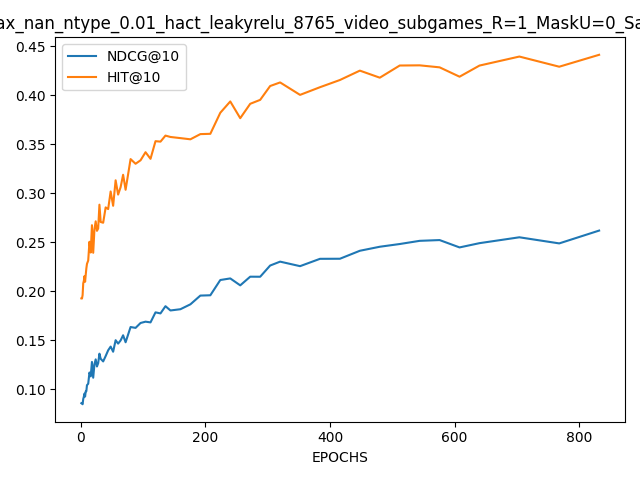 ax_nan_ntype_0.01_hact_leakyrelu_8765_video_subgames_R=1_MaskU=0_Sa
NDCG@10
HIT@10
0.45
0.40
0.35
0.30
0.25
0.20
0.15
0.10
0 200 400 600 800
EPOCHS